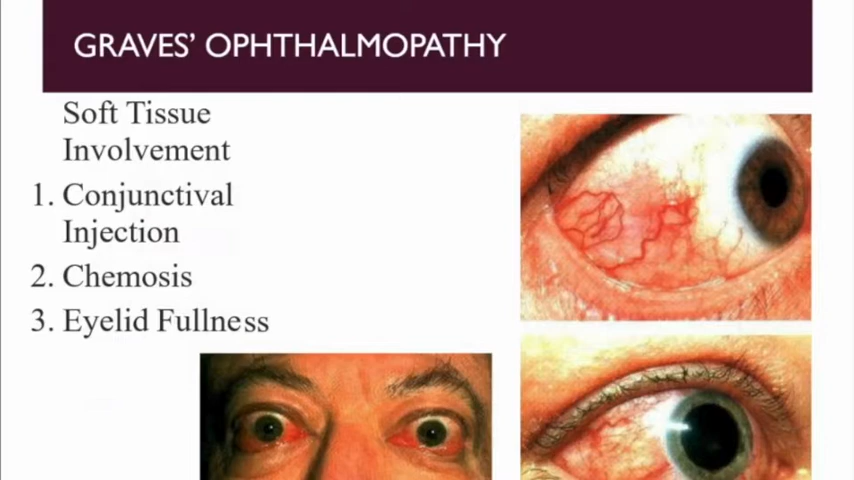 GRAVES' OPHTHALMOPATHY
Soft Tissue
Involvement
1. Conjunctival
Injection
2. Chemosis
3. Eyelid Fullness